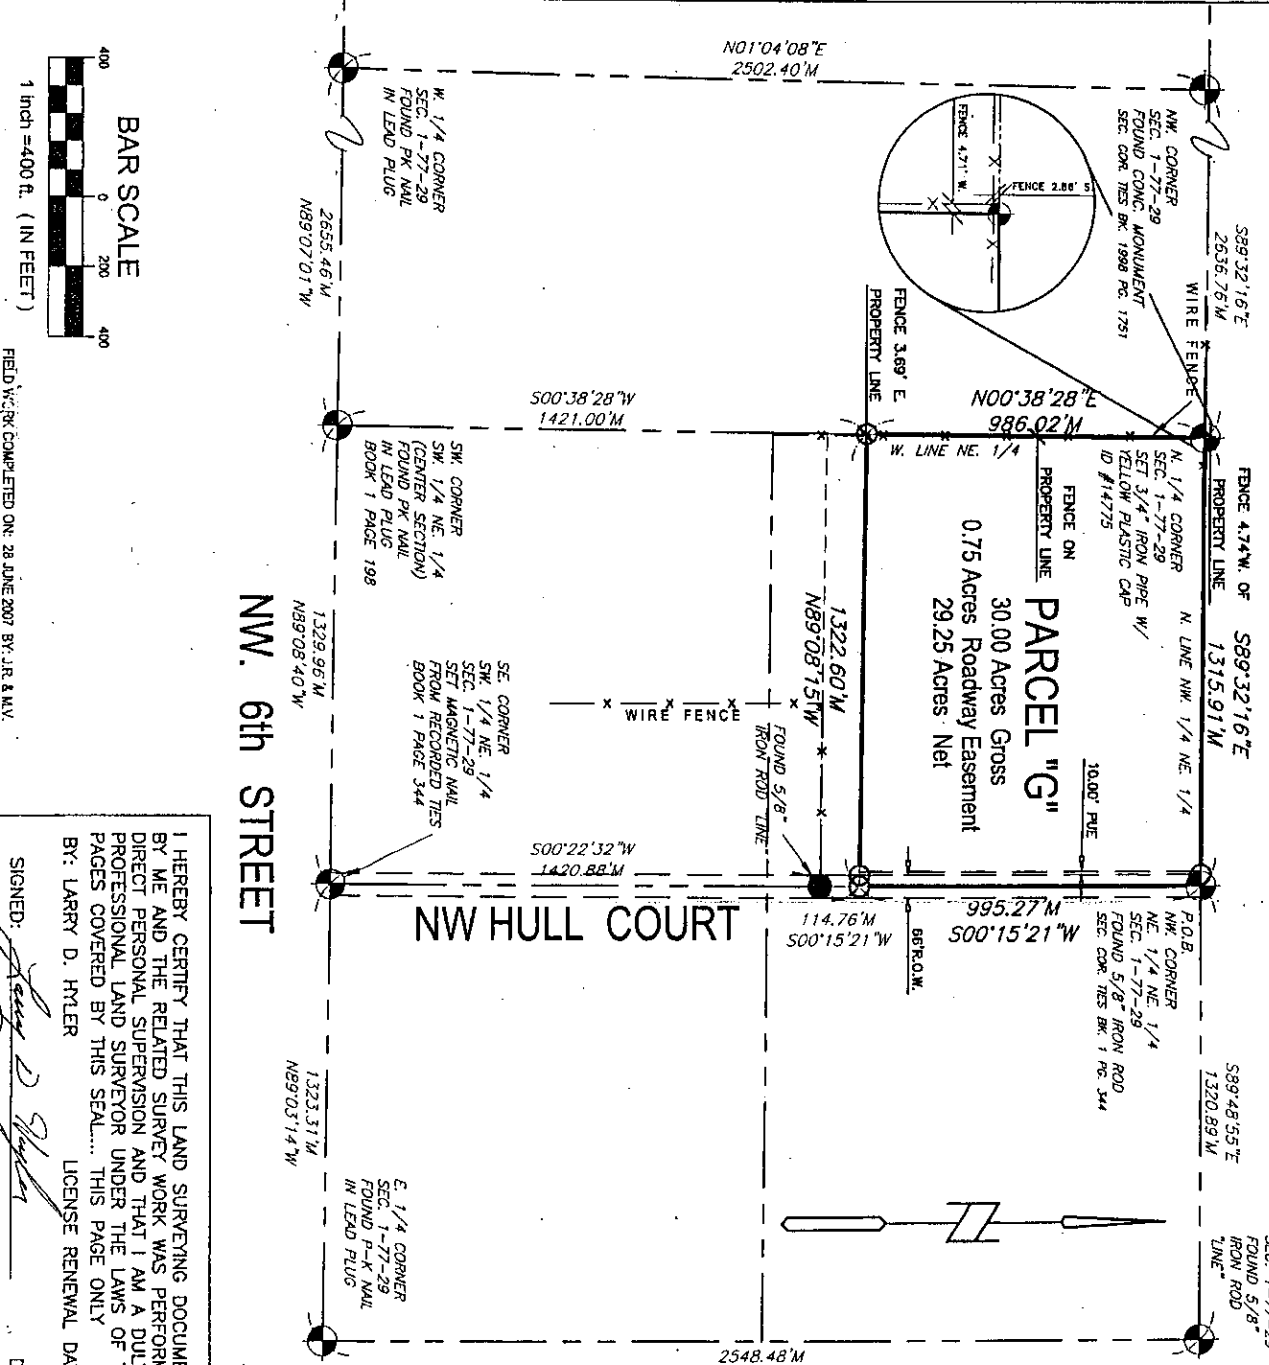 N01°04'08"E
2502.40'M
NW. CORNER
SEC. 1-77-29
FOUND CONC. MONUMENT
SEC. COR. TIES BK. 1998 PG. 1751
S89°32'16"E
2636.76'M
WIRE FENCE
FENCE 4.71' W.
FENCE 2.86' S.
W. 1/4 CORNER
SEC. 1-77-29
FOUND PK NAIL
IN LEAD PLUG
2655.46'M
N89°07'01"W
FENCE 3.69' E.
PROPERTY LINE
N00°38'28"E
986.02'M
W. LINE NE. 1/4
FENCE 4.74'W. OF
PROPERTY LINE
S89°32'16"E
1315.91'M
N. LINE NW. 1/4 NE. 1/4
N. 1/4 CORNER
SEC. 1-77-29
SET 3/4" IRON PIPE W/
YELLOW PLASTIC CAP
ID #14775
FENCE ON
PROPERTY LINE
PARCEL "G"
30.00 Acres Gross
0.75 Acres Roadway Easement
29.25 Acres Net
10.00' PUE
1322.60'M
N89°08'15"W
S00°38'28"W
1421.00'M
SW. CORNER
SW. 1/4 NE. 1/4
(CENTER SECTION)
FOUND PK NAIL
IN LEAD PLUG
BOOK 1 PAGE 198
1329.96'M
N89°08'40"W
WIRE FENCE
FOUND 5/8"
IRON ROD LINE
SE. CORNER
SW. 1/4 NE. 1/4
SEC. 1-77-29
SET MAGNETIC NAIL
FROM RECORDED TIES
BOOK 1 PAGE 344
S00°22'32"W
1420.88'M
NW HULL COURT
114.76'M
S00°15'21"W
66'R.O.W.
995.27'M
S00°15'21"W
P.O.B.
NW. CORNER
NE. 1/4 NE. 1/4
SEC. 1-77-29
FOUND 5/8" IRON ROD
SEC. COR. TIES BK. 1 PG. 344
S89°48'55"E
1320.89'M
SEC. 1-77-29
FOUND 5/8"
IRON ROD
"LINE"
1323.31'M
N89°03'14"W
E. 1/4 CORNER
SEC. 1-77-29
FOUND P-K NAIL
IN LEAD PLUG
2548.48'M
NW. 6th STREET
BAR SCALE
400 0 200 400
1 inch =400 ft. ( IN FEET )
FIELD WORK COMPLETED ON: 28 JUNE 2007 BY: J.R. & M.V.
I HEREBY CERTIFY THAT THIS LAND SURVEYING DOCUME
BY ME AND THE RELATED SURVEY WORK WAS PERFORM
DIRECT PERSONAL SUPERVISION AND THAT I AM A DUL
PROFESSIONAL LAND SURVEYOR UNDER THE LAWS OF
PAGES COVERED BY THIS SEAL.... THIS PAGE ONLY
BY: LARRY D. HYLER LICENSE RENEWAL DA
SIGNED: Larry D Hyler D